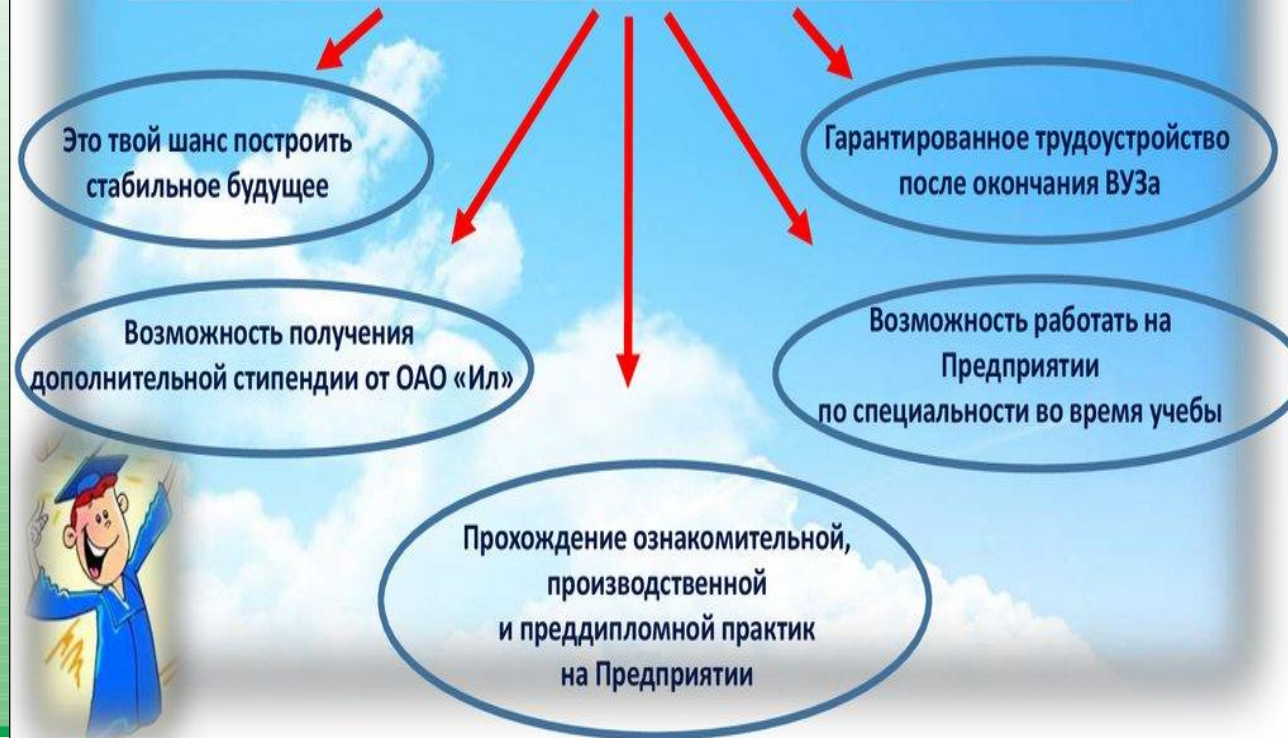 Это твой шанс построить
стабильное будущее
Гарантированное трудоустройство
после окончания ВУЗа
Возможность получения
дополнительной стипендии от ОАО «Ил»
Возможность работать на
Предприятии
по специальности во время учебы
Прохождение ознакомительной,
производственной
и преддипломной практик
на Предприятии